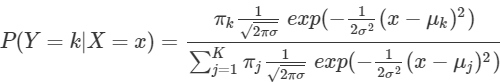 P(Y = k|X = x) = \frac{\pi_k \frac{1}{\sqrt{2\pi\sigma}} \exp(-\frac{1}{2\sigma^2}(x - \mu_k)^2)}{\sum_{j=1}^{K} \pi_j \frac{1}{\sqrt{2\pi\sigma}} \exp(-\frac{1}{2\sigma^2}(x - \mu_j)^2)}